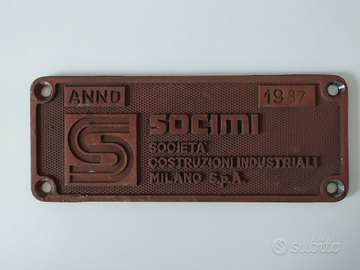 ANNO 1987
SOCIMI
SOCIETA'
COSTRUZIONI INDUSTRIALI
MILANO S.p.A.
subito